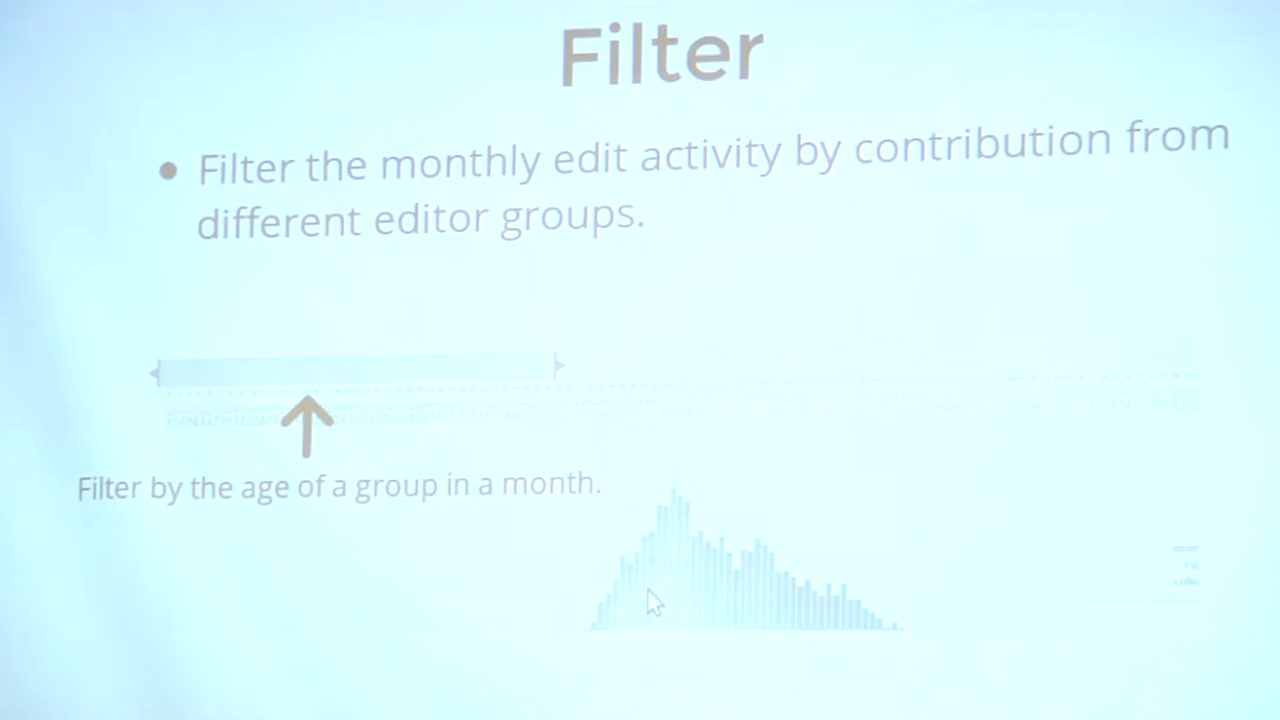 Filter
• Filter the monthly edit activity by contribution from
different editor groups.
Filter by the age of a group in a month.